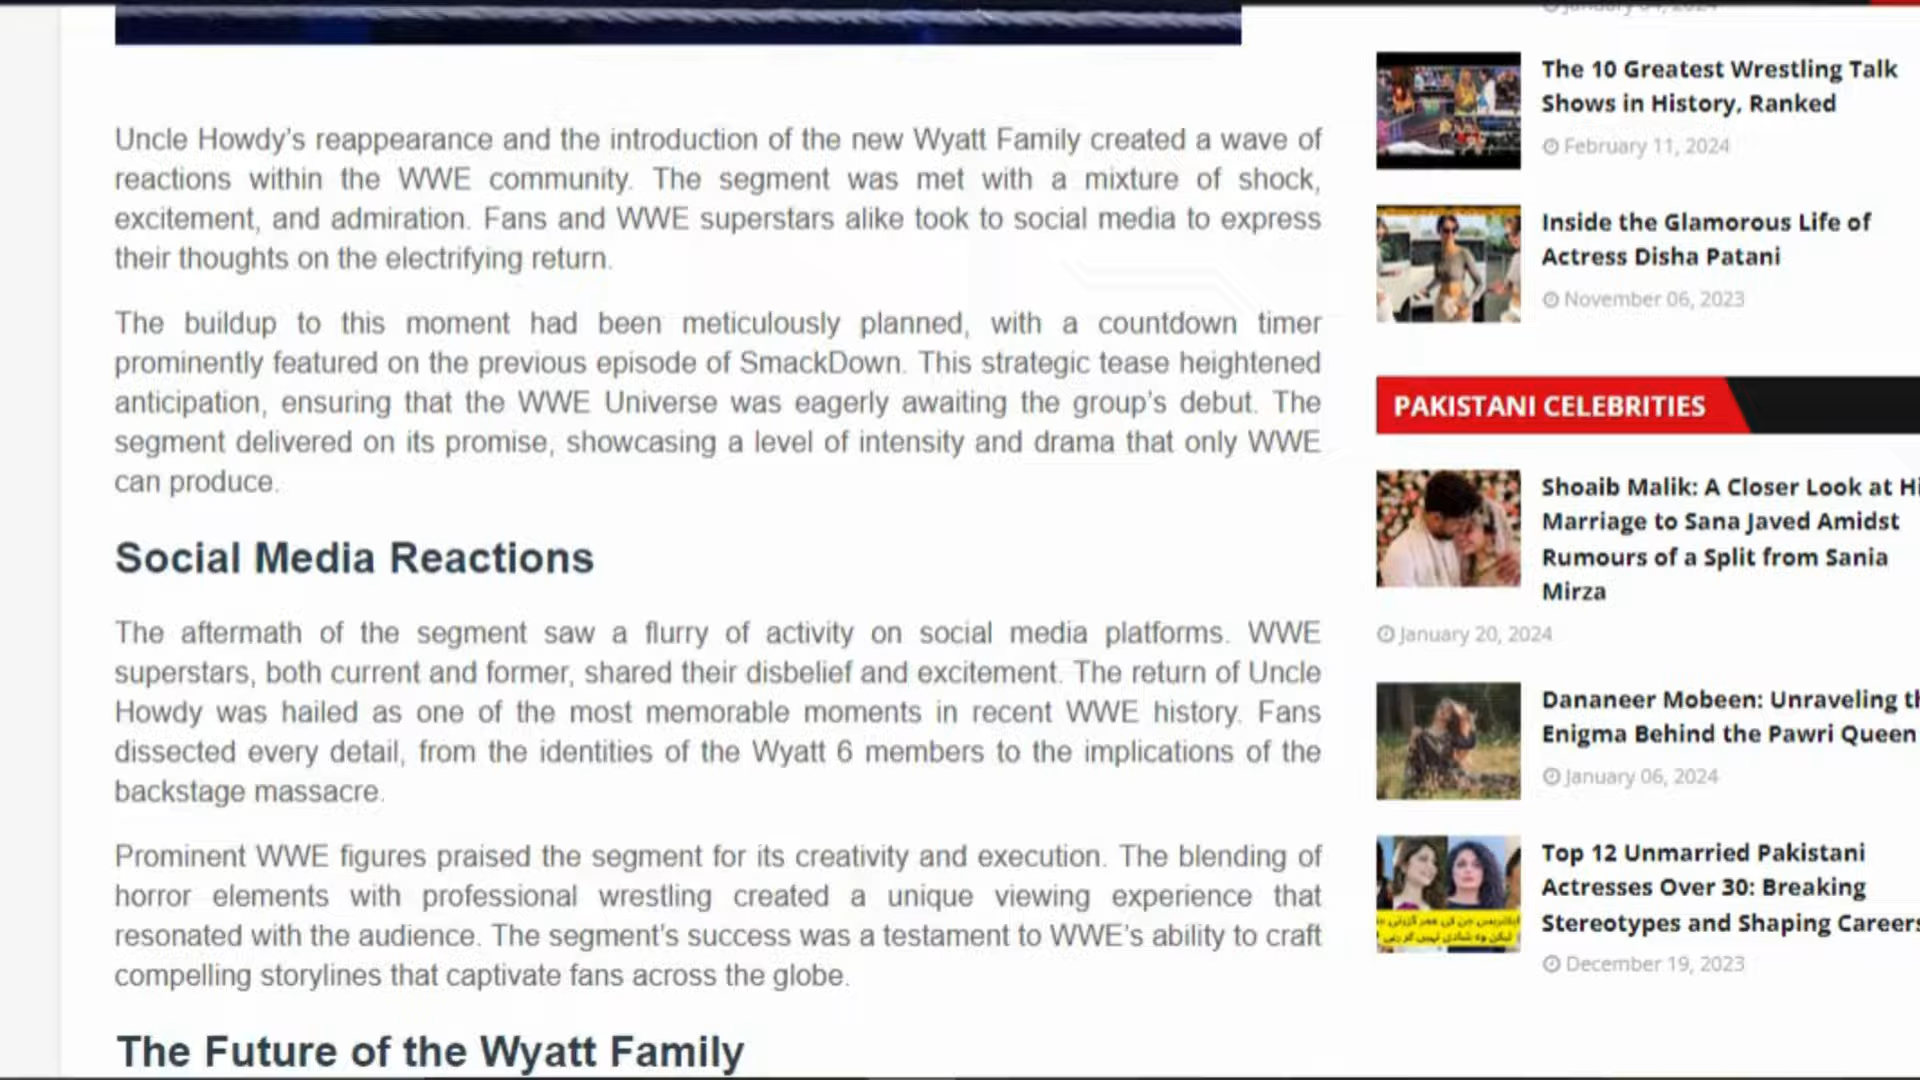 Uncle Howdy's reappearance and the introduction of the new Wyatt Family created a wave of
reactions within the WWE community. The segment was met with a mixture of shock,
excitement, and admiration. Fans and WWE superstars alike took to social media to express
their thoughts on the electrifying return.
The buildup to this moment had been meticulously planned, with a countdown timer
prominently featured on the previous episode of SmackDown. This strategic tease heightened
anticipation, ensuring that the WWE Universe was eagerly awaiting the group's debut. The
segment delivered on its promise, showcasing a level of intensity and drama that only WWE
can produce.
Social Media Reactions
The aftermath of the segment saw a flurry of activity on social media platforms. WWE
superstars, both current and former, shared their disbelief and excitement. The return of Uncle
Howdy was hailed as one of the most memorable moments in recent WWE history. Fans
dissected every detail, from the identities of the Wyatt 6 members to the implications of the
backstage massacre.
Prominent WWE figures praised the segment for its creativity and execution. The blending of
horror elements with professional wrestling created a unique viewing experience that
resonated with the audience. The segment's success was a testament to WWE's ability to craft
compelling storylines that captivate fans across the globe.
The Future of the Wyatt Family
The 10 Greatest Wrestling Talk
Shows in History, Ranked
February 11, 2024
Inside the Glamorous Life of
Actress Disha Patani
November 06, 2023
PAKISTANI CELEBRITIES
Shoaib Malik: A Closer Look at Hi
Marriage to Sana Javed Amidst
Rumours of a Split from Sania
Mirza
January 20, 2024
Dananeer Mobeen: Unraveling th
Enigma Behind the Pawri Queen
January 06, 2024
Top 12 Unmarried Pakistani
Actresses Over 30: Breaking
Stereotypes and Shaping Careers
December 19, 2023